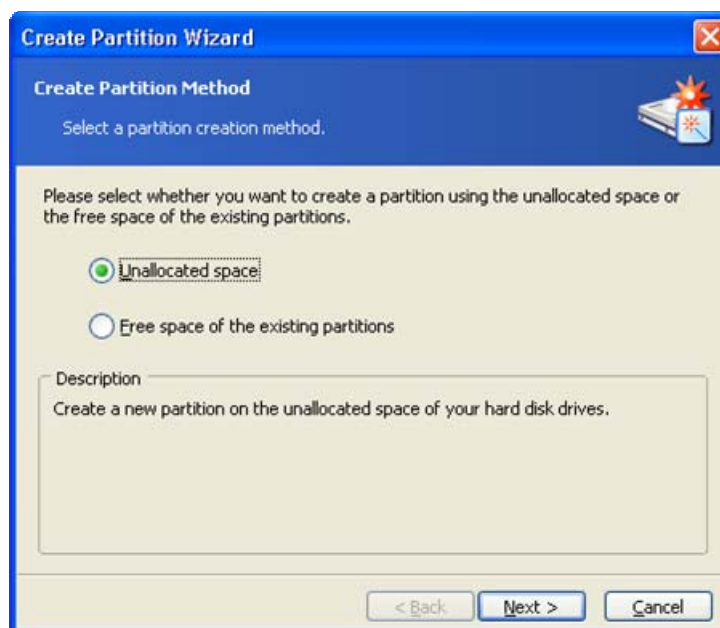 Create Partition Wizard
Create Partition Method
Select a partition creation method.
Please select whether you want to create a partition using the unallocated space or
the free space of the existing partitions.
Unallocated space
Free space of the existing partitions
Description
Create a new partition on the unallocated space of your hard disk drives.
< Back
Next >
Cancel